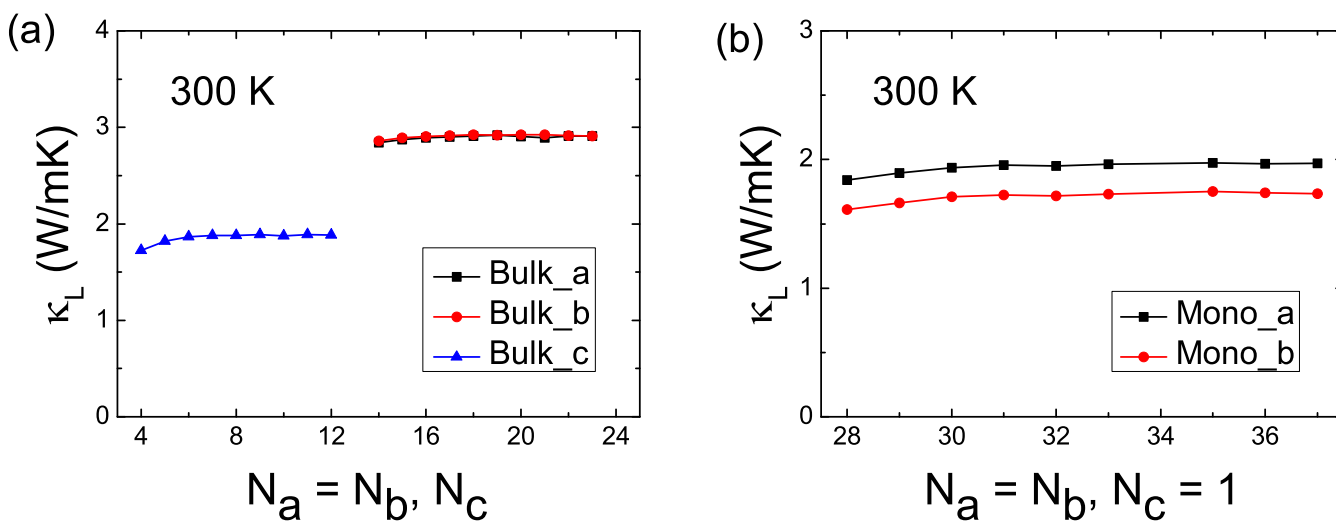 (a)
300 K
κL (W/mK)
4
3
2
1
0
4 8 12 16 20 24
Na = Nb, Nc
Bulk_a
Bulk_b
Bulk_c
(b)
300 K
κL (W/mK)
3
2
1
0
28 30 32 34 36
Na = Nb, Nc = 1
Mono_a
Mono_b